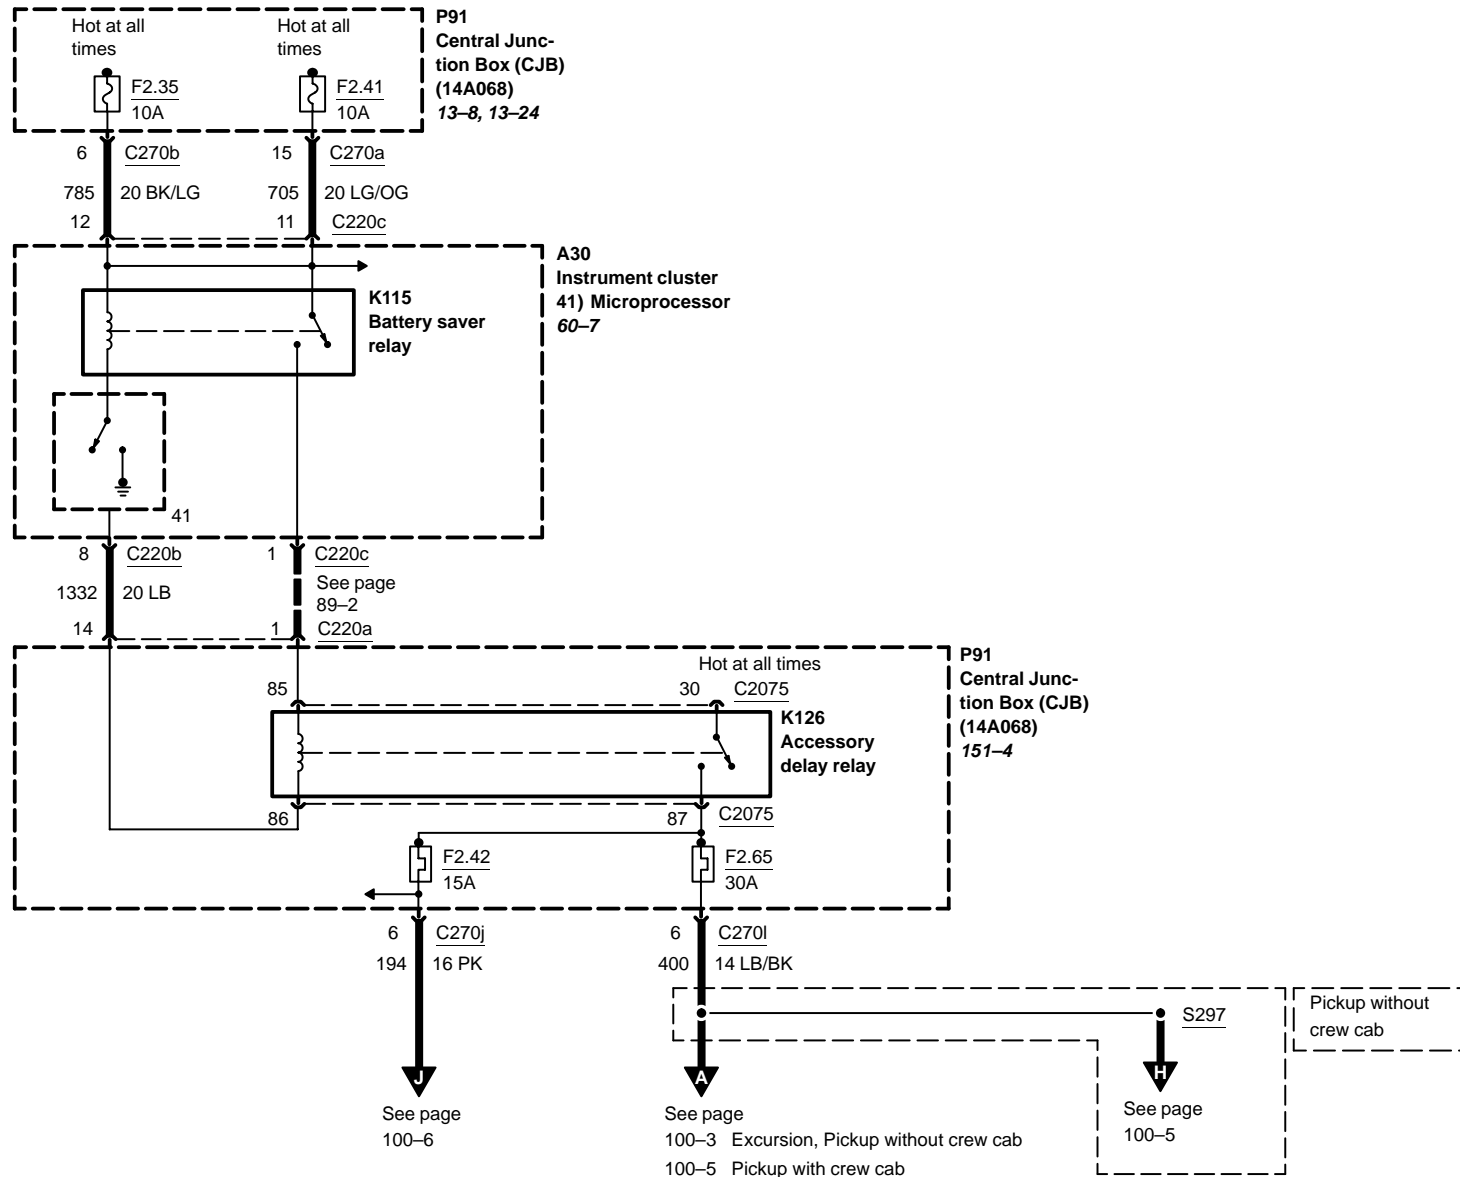 Hot at all
times
Hot at all
times
P91
Central Junc-
tion Box (CJB)
(14A068)
13–8, 13–24
F2.35
10A
F2.41
10A
6 C270b
15 C270a
785 20 BK/LG
705 20 LG/OG
12
11 C220c
A30
Instrument cluster
41) Microprocessor
60–7
K115
Battery saver
relay
41
8 C220b
1 C220c
See page
89–2
1332 20 LB
14
1 C220a
P91
Central Junc-
tion Box (CJB)
(14A068)
151–4
Hot at all times
85
30 C2075
K126
Accessory
delay relay
86
87 C2075
F2.42
15A
F2.65
30A
6 C270j
6 C270l
194 16 PK
400 14 LB/BK
S297
Pickup without
crew cab
J
A
H
See page
100–6
See page
100–3 Excursion, Pickup without crew cab
100–5 Pickup with crew cab
See page
100–5